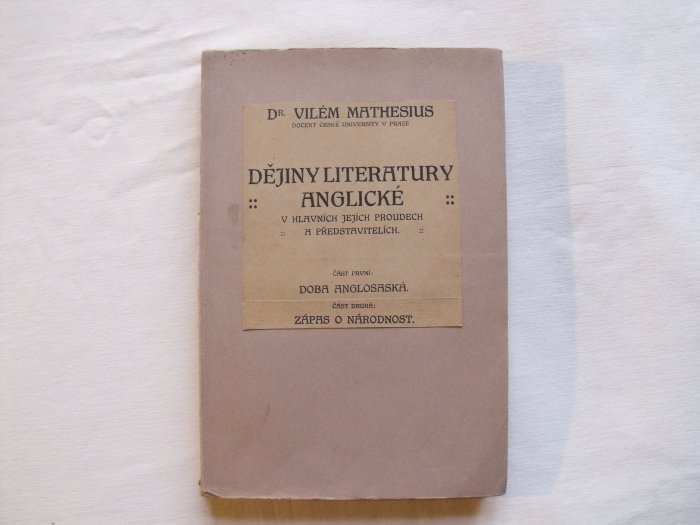 Dr. VILÉM MATHESIUS
DOCENT ČESKÉ UNIVERSITY V PRAZE
DĚJINY LITERATURY
:: ANGLICKÉ ::
V HLAVNÍCH JEJÍCH PROUDECH
:: A PŘEDSTAVITELÍCH. ::
ČÁST PRVNÍ:
DOBA ANGLOSASKÁ.
ČÁST DRUHÁ:
ZÁPAS O NÁRODNOST.